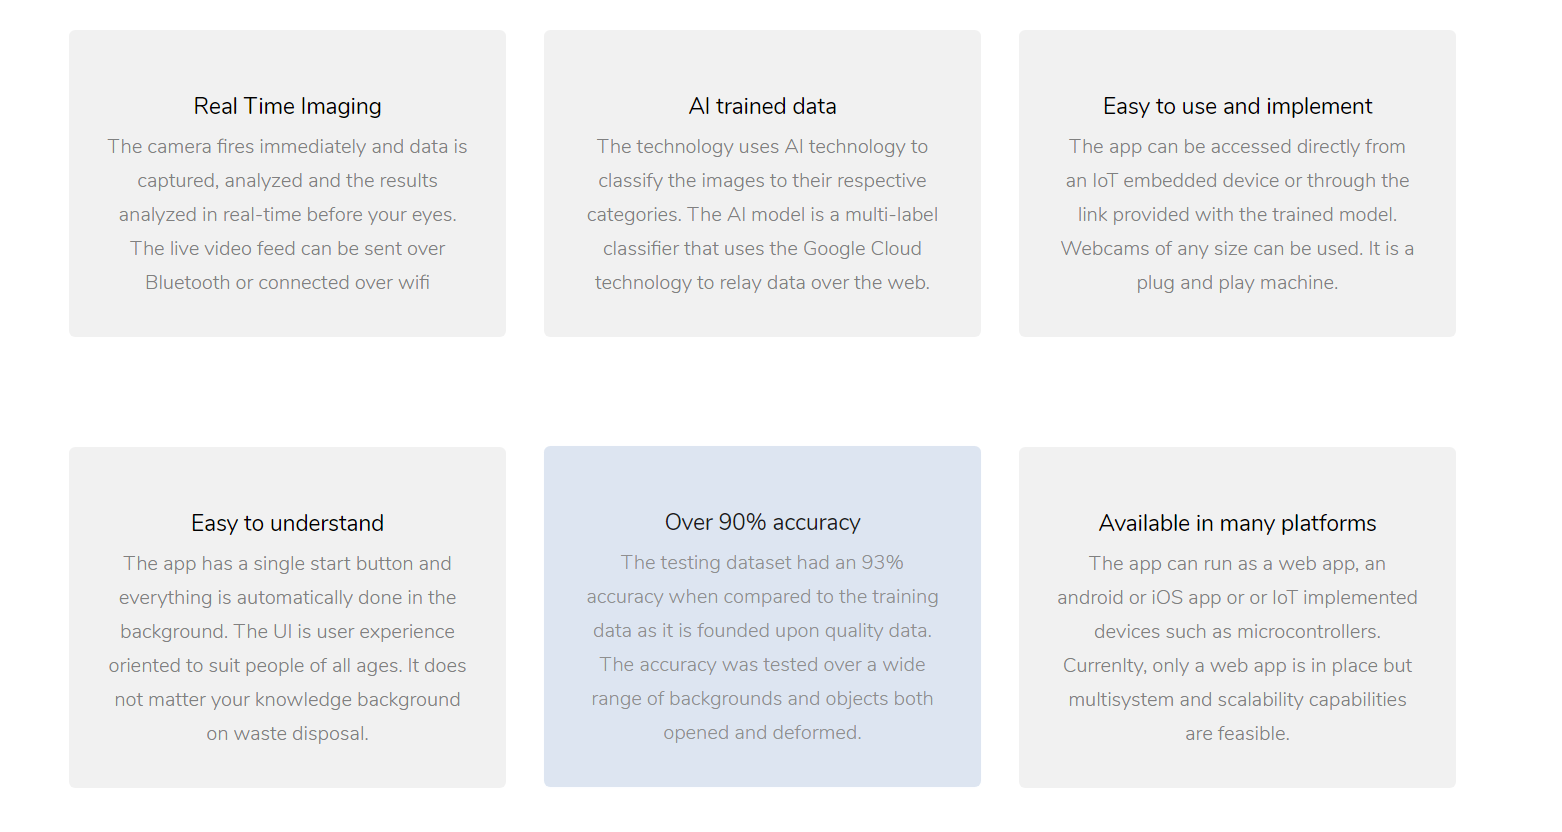 Real Time Imaging
The camera fires immediately and data is
captured, analyzed and the results
analyzed in real-time before your eyes.
The live video feed can be sent over
Bluetooth or connected over wifi
AI trained data
The technology uses AI technology to
classify the images to their respective
categories. The AI model is a multi-label
classifier that uses the Google Cloud
technology to relay data over the web.
Easy to use and implement
The app can be accessed directly from
an IoT embedded device or through the
link provided with the trained model.
Webcams of any size can be used. It is a
plug and play machine.
Easy to understand
The app has a single start button and
everything is automatically done in the
background. The UI is user experience
oriented to suit people of all ages. It does
not matter your knowledge background
on waste disposal.
Over 90% accuracy
The testing dataset had an 93%
accuracy when compared to the training
data as it is founded upon quality data.
The accuracy was tested over a wide
range of backgrounds and objects both
opened and deformed.
Available in many platforms
The app can run as a web app, an
android or iOS app or or IoT implemented
devices such as microcontrollers.
Currenlty, only a web app is in place but
multisystem and scalability capabilities
are feasible.